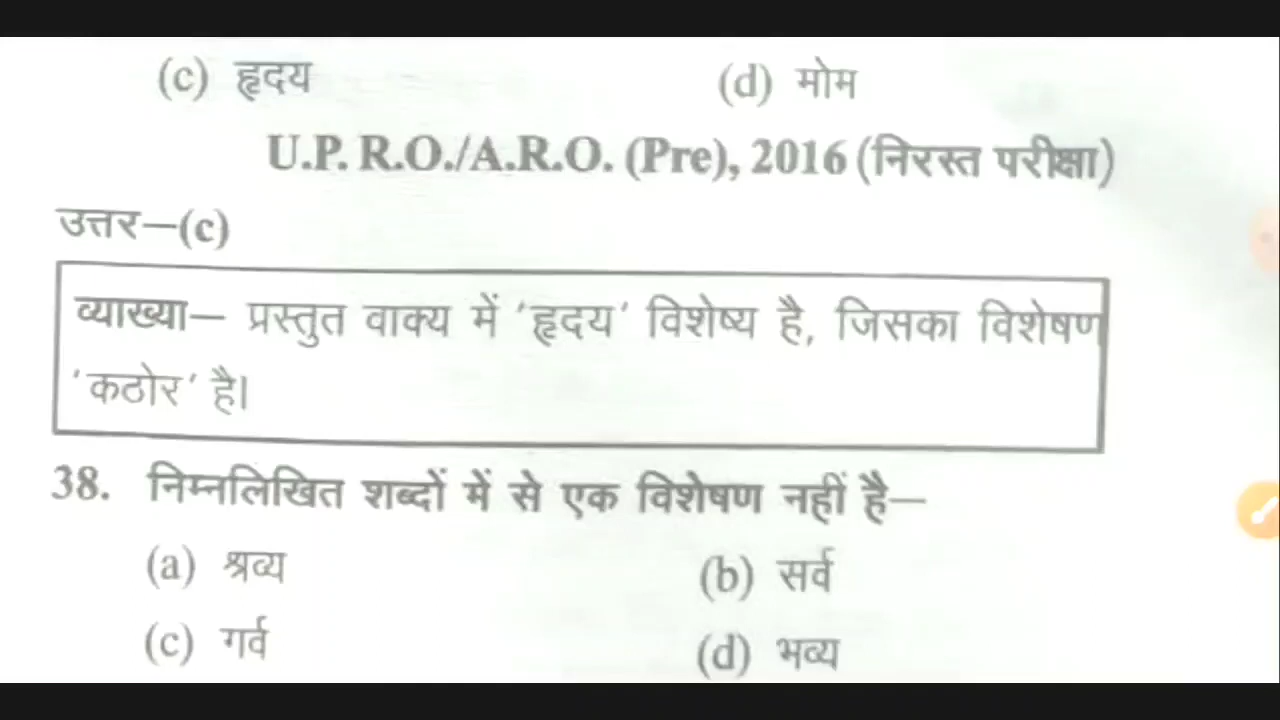 (c) हृदय (d) मोम
U.P. R.O./A.R.O. (Pre), 2016 (निरस्त परीक्षा)
उत्तर–(c)
व्याख्या– प्रस्तुत वाक्य में 'हृदय' विशेष्य है, जिसका विशेषण
'कठोर' है।
38. निम्नलिखित शब्दों में से एक विशेषण नहीं है–
(a) श्रव्य (b) सर्व
(c) गर्व (d) भव्य